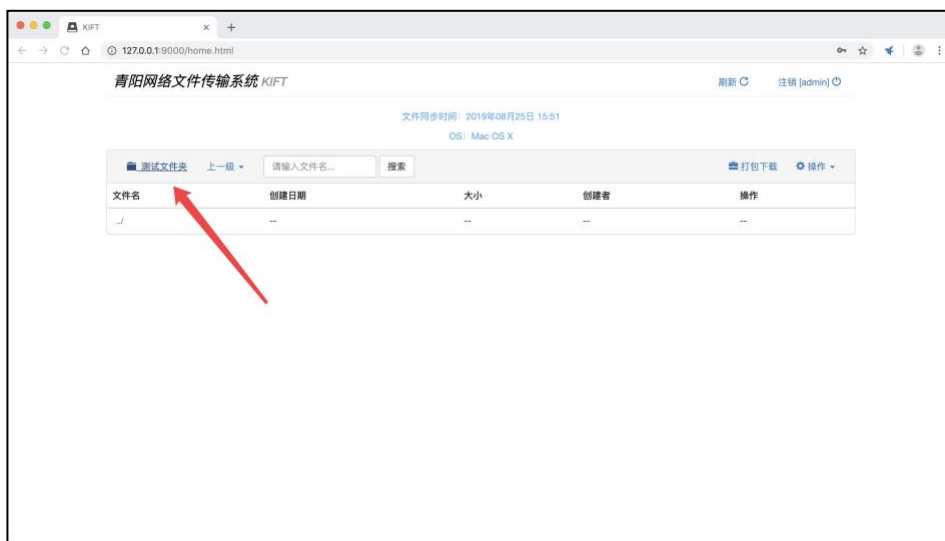 KIFT
127.0.0.1:9000/home.html
青阳网络文件传输系统 KIFT 刷新 注销 [admin]
文件同步时间：2019年08月25日 15:51
OS：Mac OS X
测试文件夹 上一级 请输入文件名... 搜索 打包下载 操作
文件名 创建日期 大小 创建者 操作
../ -- -- -- --